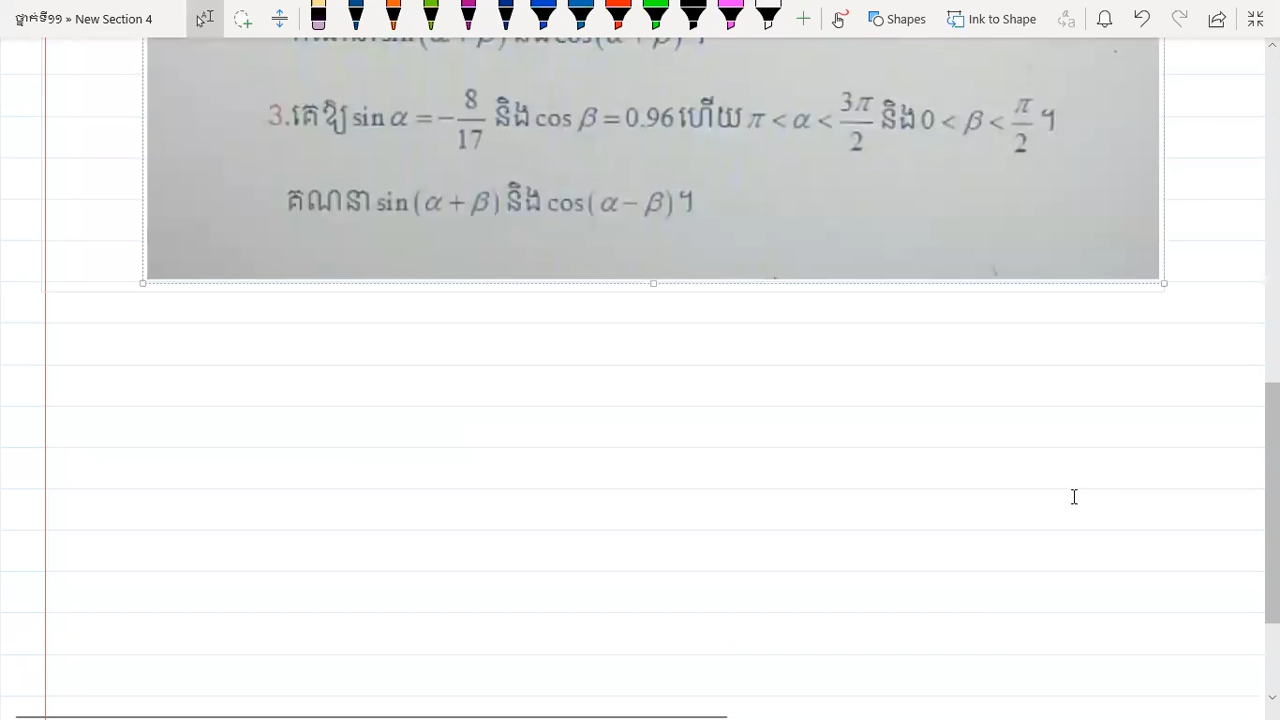 ធ្នាក់ទី១១ » New Section 4
Shapes
Ink to Shape
3.គេឱ្យ sin α = −8/17 និង cos β = 0.96 ហើយ π < α < 3π/2 និង 0 < β < π/2 ។
គណនា sin(α + β) និង cos(α − β) ។